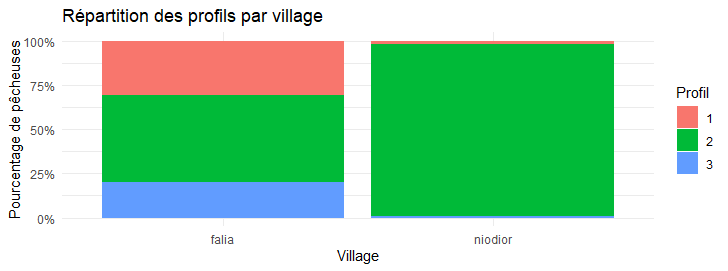 Répartition des profils par village
Pourcentage de pêcheuses
100%
75%
50%
25%
0%
falia
niodior
Village
Profil
1
2
3